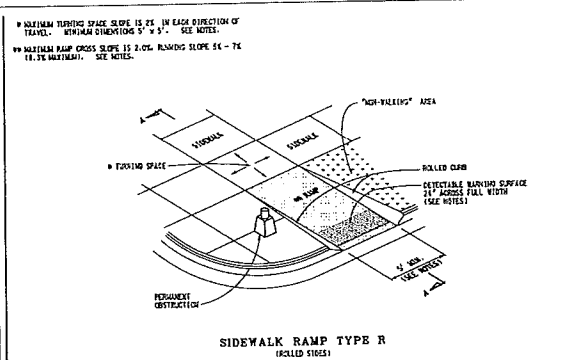 * MAXIMUM TURNING SPACE SLOPE IS 2% IN EACH DIRECTION OF
TRAVEL. MINIMUM DIMENSIONS 5' x 5'. SEE NOTES.
** MAXIMUM RAMP CROSS SLOPE IS 2.0%. RUNNING SLOPE 5% - 7%
(8.3% MAXIMUM). SEE NOTES.
A
"NON-WALKING" AREA
SIDEWALK
SIDEWALK
* TURNING SPACE
** RAMP
ROLLED CURB
DETECTABLE WARNING SURFACE
24" ACROSS FULL WIDTH
(SEE NOTES)
5' MIN.
(SEE NOTES)
A
PERMANENT
OBSTRUCTION
SIDEWALK RAMP TYPE R
(ROLLED SIDES)